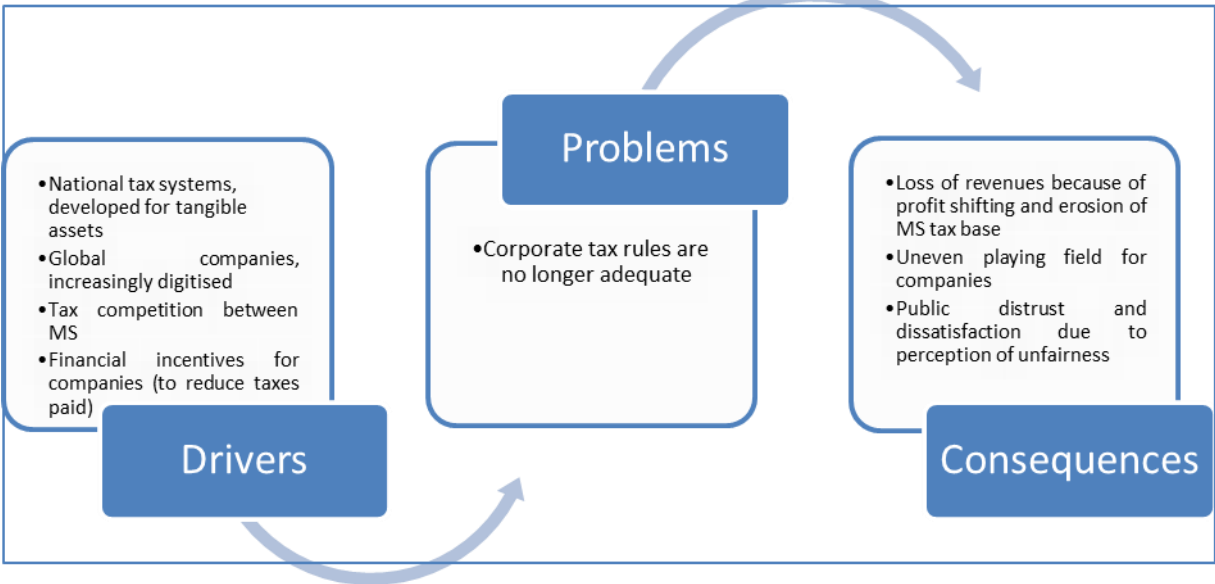 •National tax systems,
developed for tangible
assets
•Global companies,
increasingly digitised
•Tax competition between
MS
•Financial incentives for
companies (to reduce taxes
paid)
Drivers
Problems
•Corporate tax rules are
no longer adequate
•Loss of revenues because of
profit shifting and erosion of
MS tax base
•Uneven playing field for
companies
•Public distrust and
dissatisfaction due to
perception of unfairness
Consequences